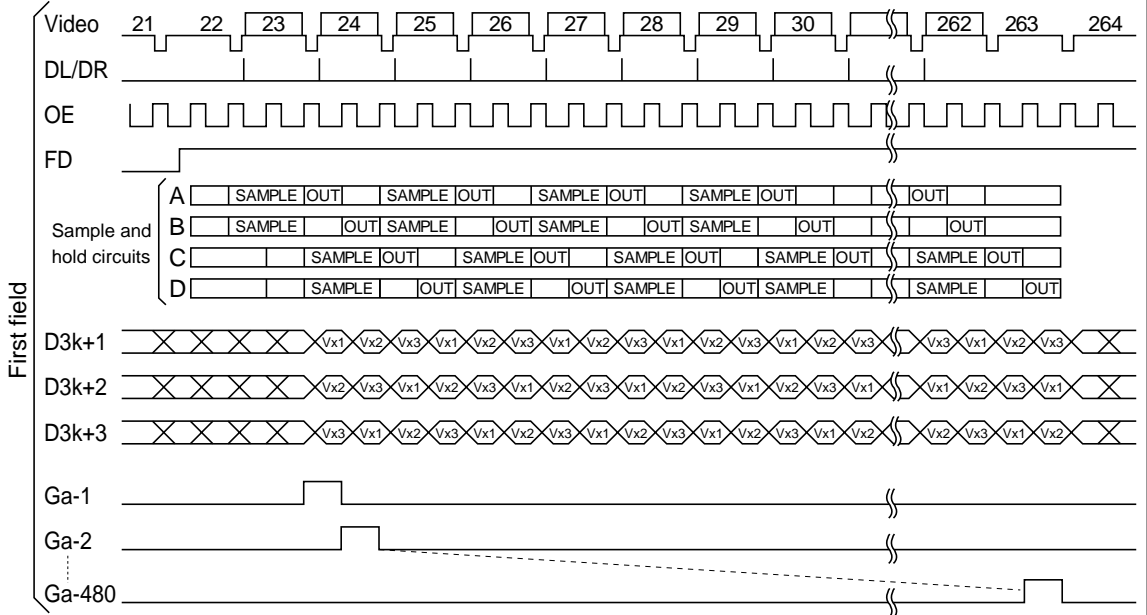 First field
Video 21 22 23 24 25 26 27 28 29 30 262 263 264
DL/DR
OE
FD
Sample and
hold circuits
A SAMPLE OUT SAMPLE OUT SAMPLE OUT SAMPLE OUT OUT
B SAMPLE OUT SAMPLE OUT SAMPLE OUT SAMPLE OUT OUT
C SAMPLE OUT SAMPLE OUT SAMPLE OUT SAMPLE OUT SAMPLE OUT
D SAMPLE OUT SAMPLE OUT SAMPLE OUT SAMPLE SAMPLE OUT
D3k+1 Vx1 Vx2 Vx3 Vx1 Vx2 Vx3 Vx1 Vx2 Vx3 Vx1 Vx2 Vx3 Vx1 Vx2 Vx3 Vx3 Vx1 Vx2 Vx3
D3k+2 Vx2 Vx3 Vx1 Vx2 Vx3 Vx1 Vx2 Vx3 Vx1 Vx2 Vx3 Vx1 Vx2 Vx3 Vx1 Vx1 Vx2 Vx3 Vx1
D3k+3 Vx3 Vx1 Vx2 Vx3 Vx1 Vx2 Vx3 Vx1 Vx2 Vx3 Vx1 Vx2 Vx3 Vx1 Vx2 Vx2 Vx3 Vx1 Vx2
Ga-1
Ga-2
Ga-480